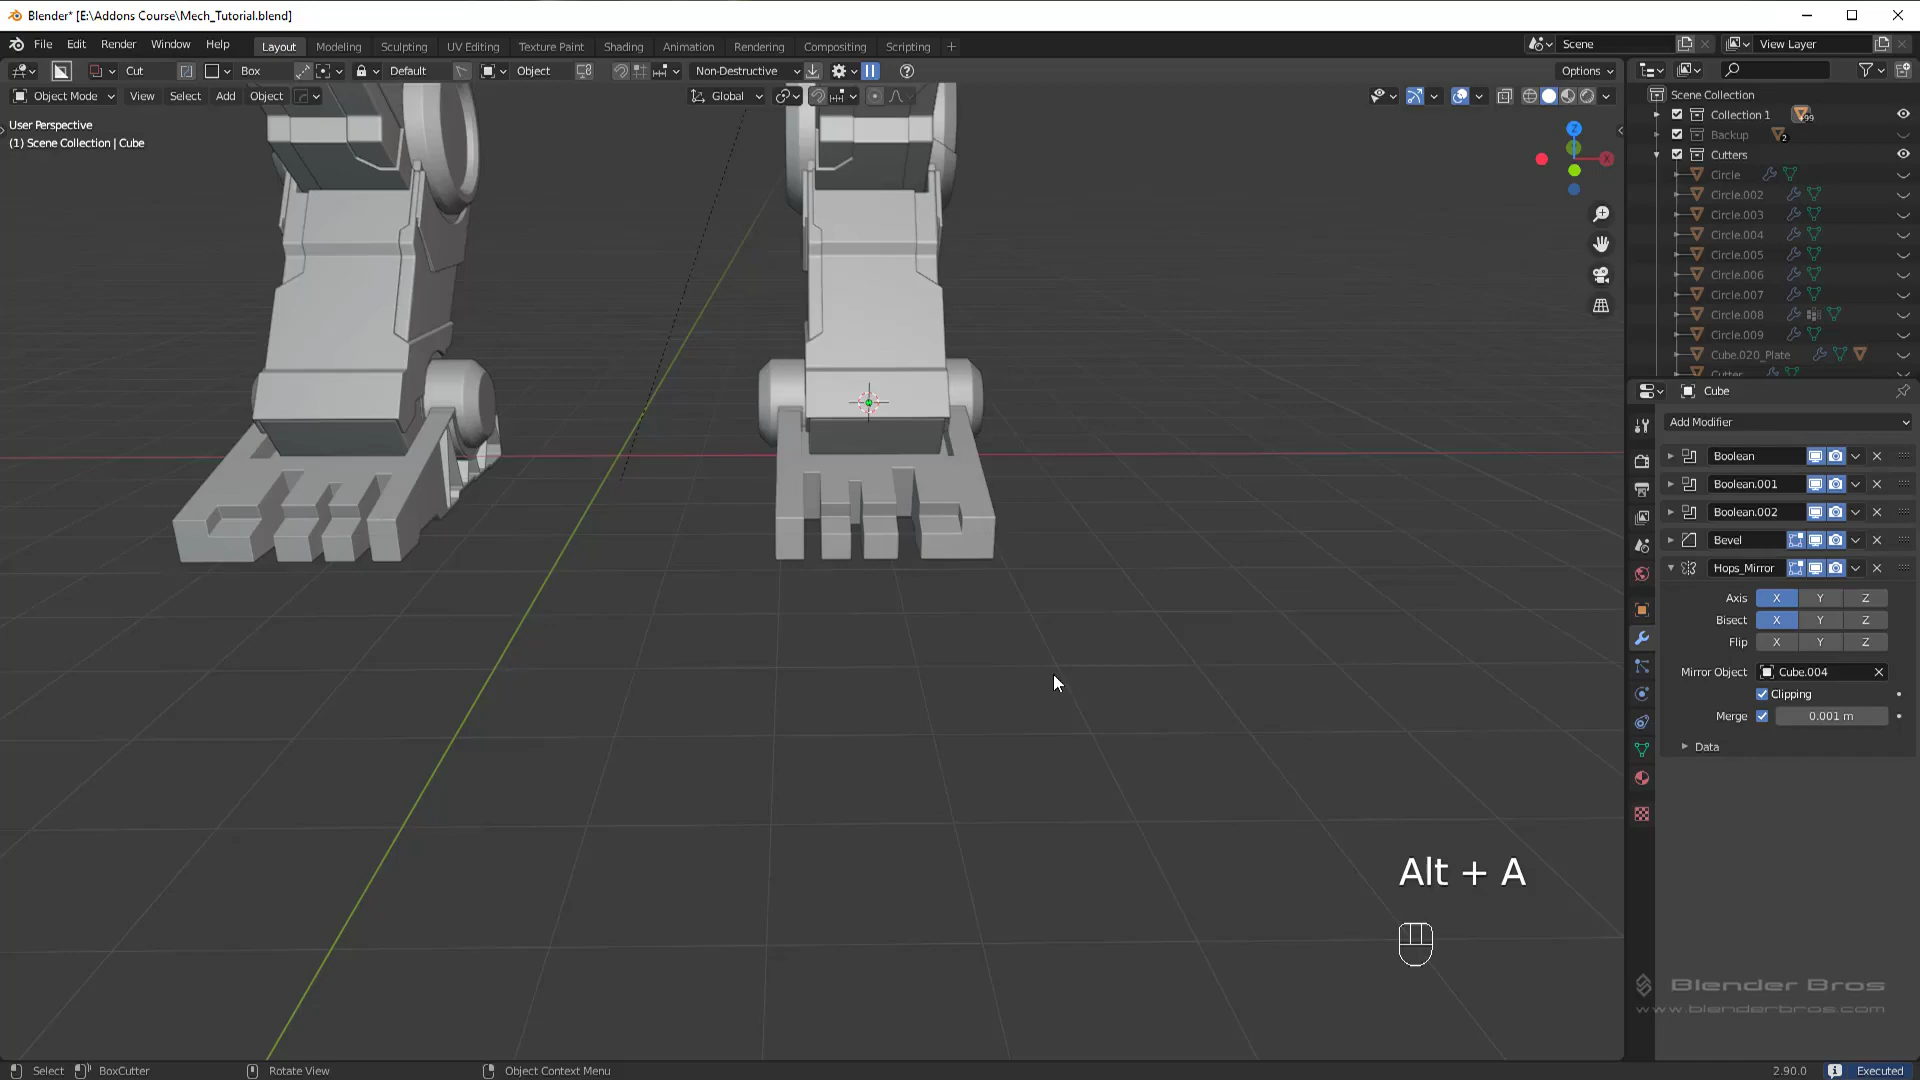 Blender* [E:\Addons Course\Mech_Tutorial.blend]
File Edit Render Window Help Layout Modeling Sculpting UV Editing Texture Paint Shading Animation Rendering Compositing Scripting + Scene View Layer
Cut Box Default Object Non-Destructive Options
Object Mode View Select Add Object Global
User Perspective
(1) Scene Collection | Cube
Z
X
Scene Collection
Collection 1 +99
Backup 2
Cutters
Circle
Circle.002
Circle.003
Circle.004
Circle.005
Circle.006
Circle.007
Circle.008
Circle.009
Cube.020_Plate
Cutter
Cube
Add Modifier
Boolean
Boolean.001
Boolean.002
Bevel
Hops_Mirror
Axis X Y Z
Bisect X Y Z
Flip X Y Z
Mirror Object Cube.004
Clipping
Merge 0.001 m
Data
Alt + A
Blender Bros
www.blenderbros.com
Select BoxCutter Rotate View Object Context Menu 2.90.0 Executed